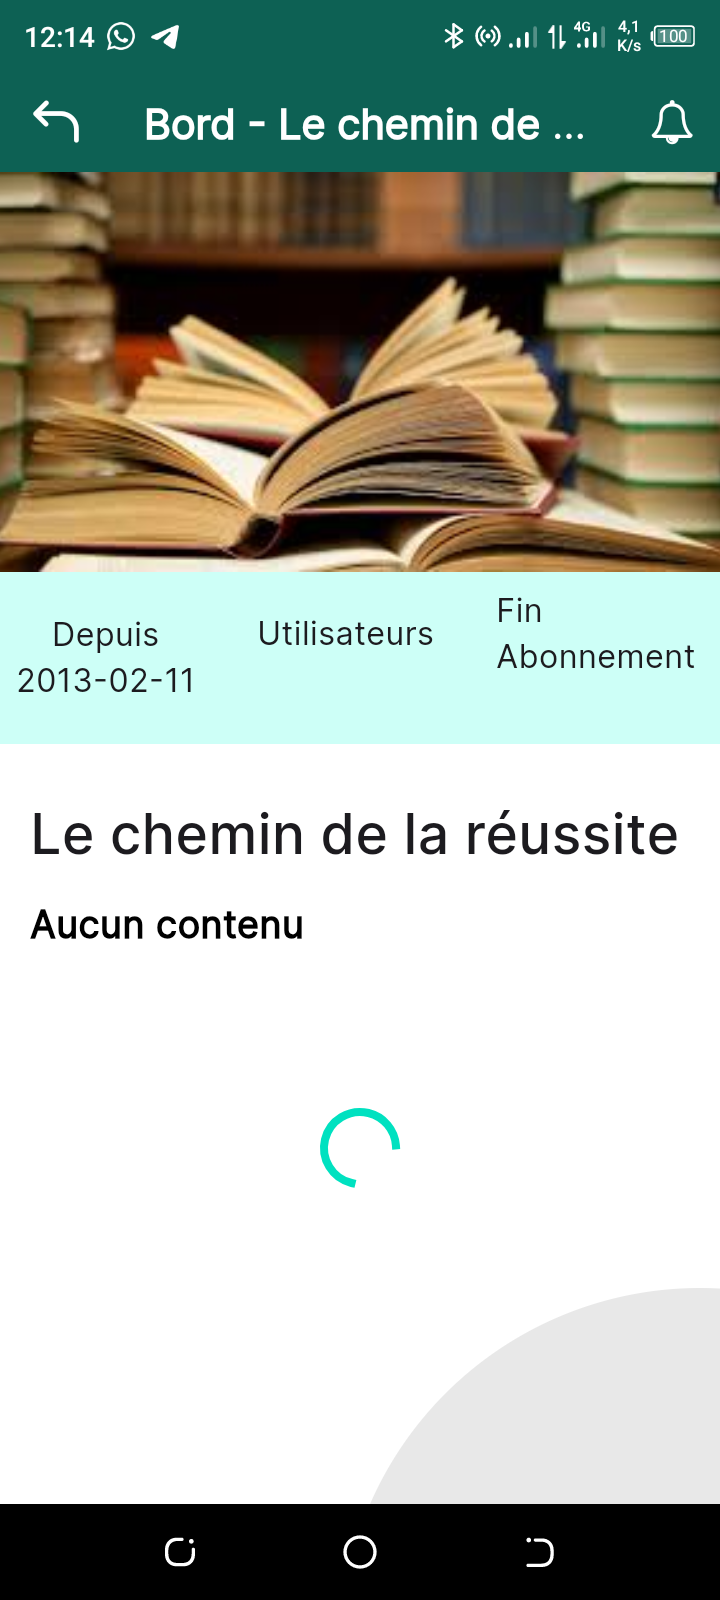 12:14
4G
4,1
K/s
100
Bord - Le chemin de ...
Depuis
2013-02-11
Utilisateurs
Fin
Abonnement
Le chemin de la réussite
Aucun contenu